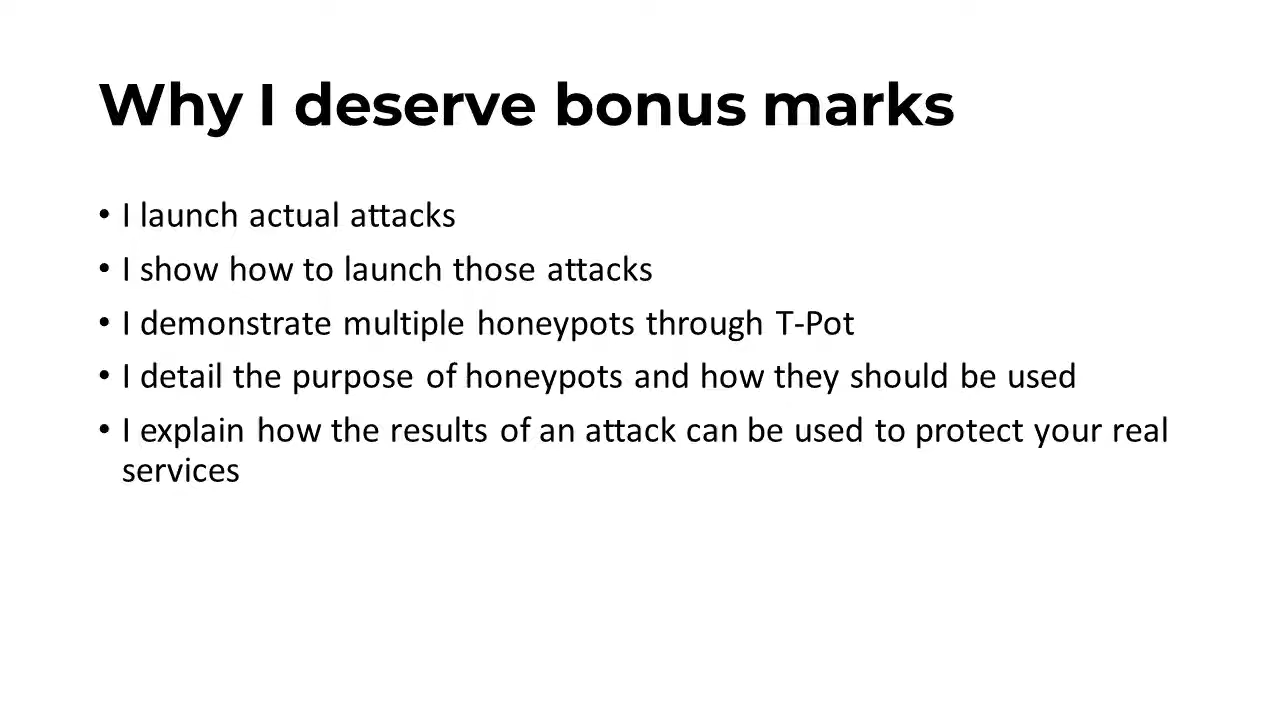 Why I deserve bonus marks
• I launch actual attacks
• I show how to launch those attacks
• I demonstrate multiple honeypots through T-Pot
• I detail the purpose of honeypots and how they should be used
• I explain how the results of an attack can be used to protect your real
services